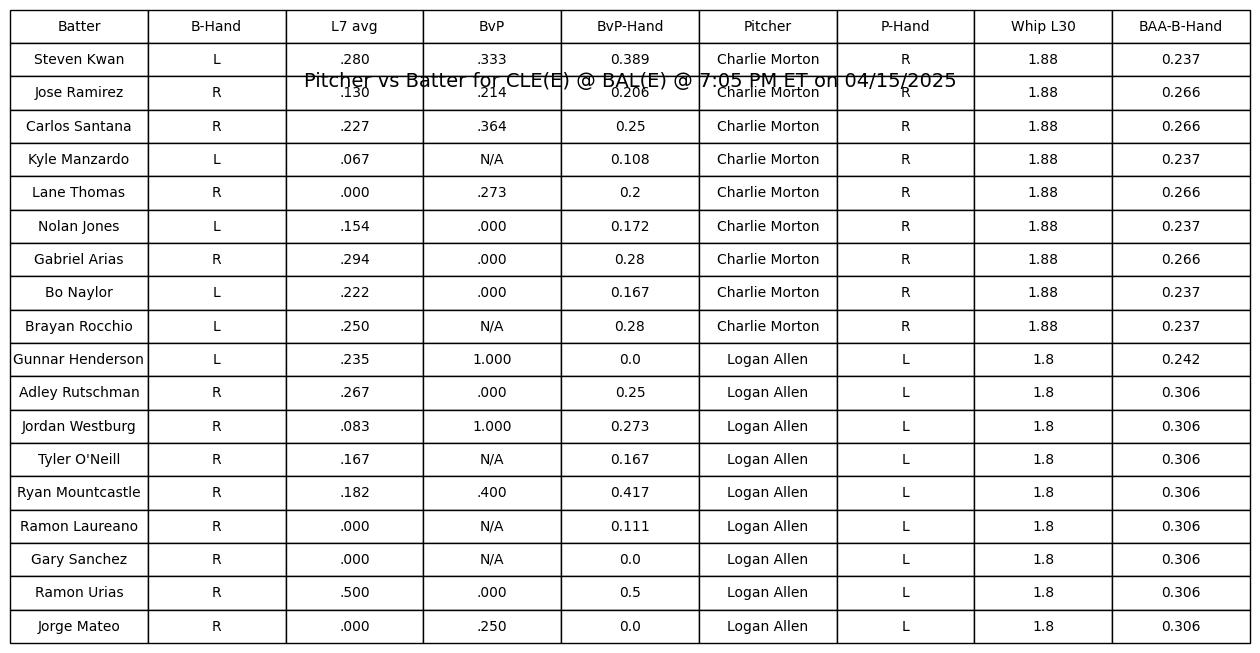 Batter B-Hand L7 avg BvP BvP-Hand Pitcher P-Hand Whip L30 BAA-B-Hand
Steven Kwan L .280 .333 0.389 Charlie Morton R 1.88 0.237
Pitcher vs Batter for CLE(E) @ BAL(E) @ 7:05 PM ET on 04/15/2025
Jose Ramirez R .130 .214 0.206 Charlie Morton R 1.88 0.266
Carlos Santana R .227 .364 0.25 Charlie Morton R 1.88 0.266
Kyle Manzardo L .067 N/A 0.108 Charlie Morton R 1.88 0.237
Lane Thomas R .000 .273 0.2 Charlie Morton R 1.88 0.266
Nolan Jones L .154 .000 0.172 Charlie Morton R 1.88 0.237
Gabriel Arias R .294 .000 0.28 Charlie Morton R 1.88 0.266
Bo Naylor L .222 .000 0.167 Charlie Morton R 1.88 0.237
Brayan Rocchio L .250 N/A 0.28 Charlie Morton R 1.88 0.237
Gunnar Henderson L .235 1.000 0.0 Logan Allen L 1.8 0.242
Adley Rutschman R .267 .000 0.25 Logan Allen L 1.8 0.306
Jordan Westburg R .083 1.000 0.273 Logan Allen L 1.8 0.306
Tyler O'Neill R .167 N/A 0.167 Logan Allen L 1.8 0.306
Ryan Mountcastle R .182 .400 0.417 Logan Allen L 1.8 0.306
Ramon Laureano R .000 N/A 0.111 Logan Allen L 1.8 0.306
Gary Sanchez R .000 N/A 0.0 Logan Allen L 1.8 0.306
Ramon Urias R .500 .000 0.5 Logan Allen L 1.8 0.306
Jorge Mateo R .000 .250 0.0 Logan Allen L 1.8 0.306